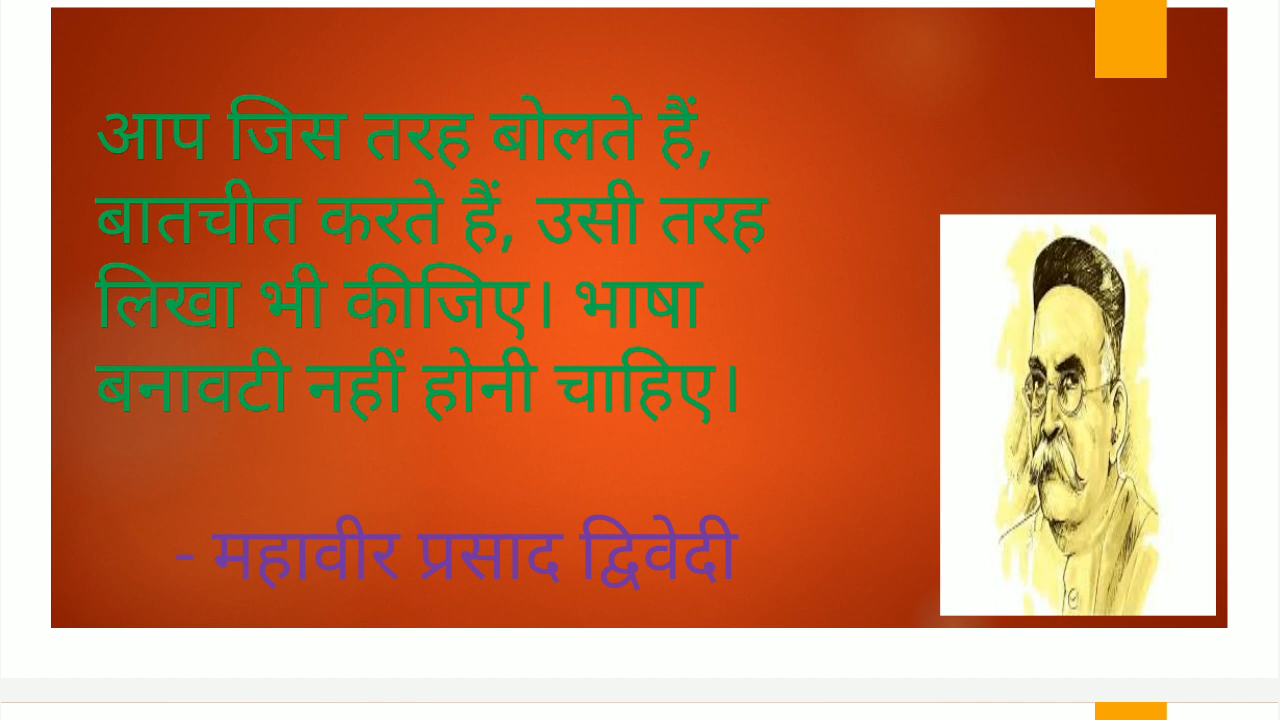 आप जिस तरह बोलते हैं,
बातचीत करते हैं, उसी तरह
लिखा भी कीजिए। भाषा
बनावटी नहीं होनी चाहिए।
- महावीर प्रसाद द्विवेदी